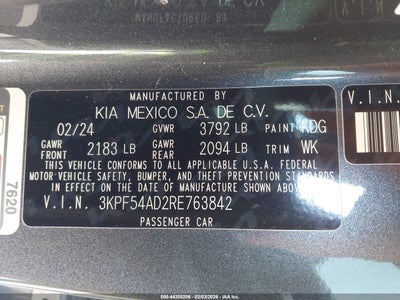 MANUFACTURED BY
KIA MEXICO S.A. DE C.V.
02/24 GVWR 3792 LB PAINT KDG
GAWR FRONT 2183 LB GAWR REAR 2094 LB TRIM WK
THIS VEHICLE CONFORMS TO ALL APPLICABLE U.S. FEDERAL
MOTOR VEHICLE SAFETY, BUMPER, AND THEFT PREVENTION STANDARDS
IN EFFECT ON THE DATE OF MANUFACTURE SHOWN ABOVE.
V.I.N. 3KPF54AD2RE763842
PASSENGER CAR
V.I.N.
7620
000-44300206 - 02/03/2026 -